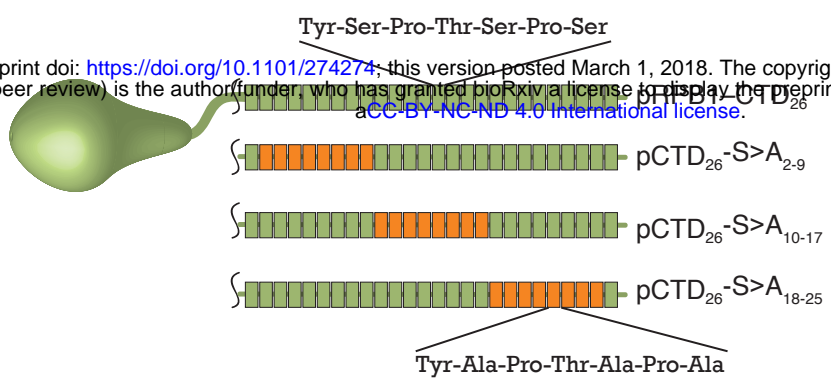 Tyr-Ser-Pro-Thr-Ser-Pro-Ser
print doi: https://doi.org/10.1101/274274; this version posted March 1, 2018. The copyrig
peer review) is the author/funder, who has granted bioRxiv a license to display the preprin
pHFB1-CTD26
aCC-BY-NC-ND 4.0 International license.
pCTD26-S>A2-9
pCTD26-S>A10-17
pCTD26-S>A18-25
Tyr-Ala-Pro-Thr-Ala-Pro-Ala